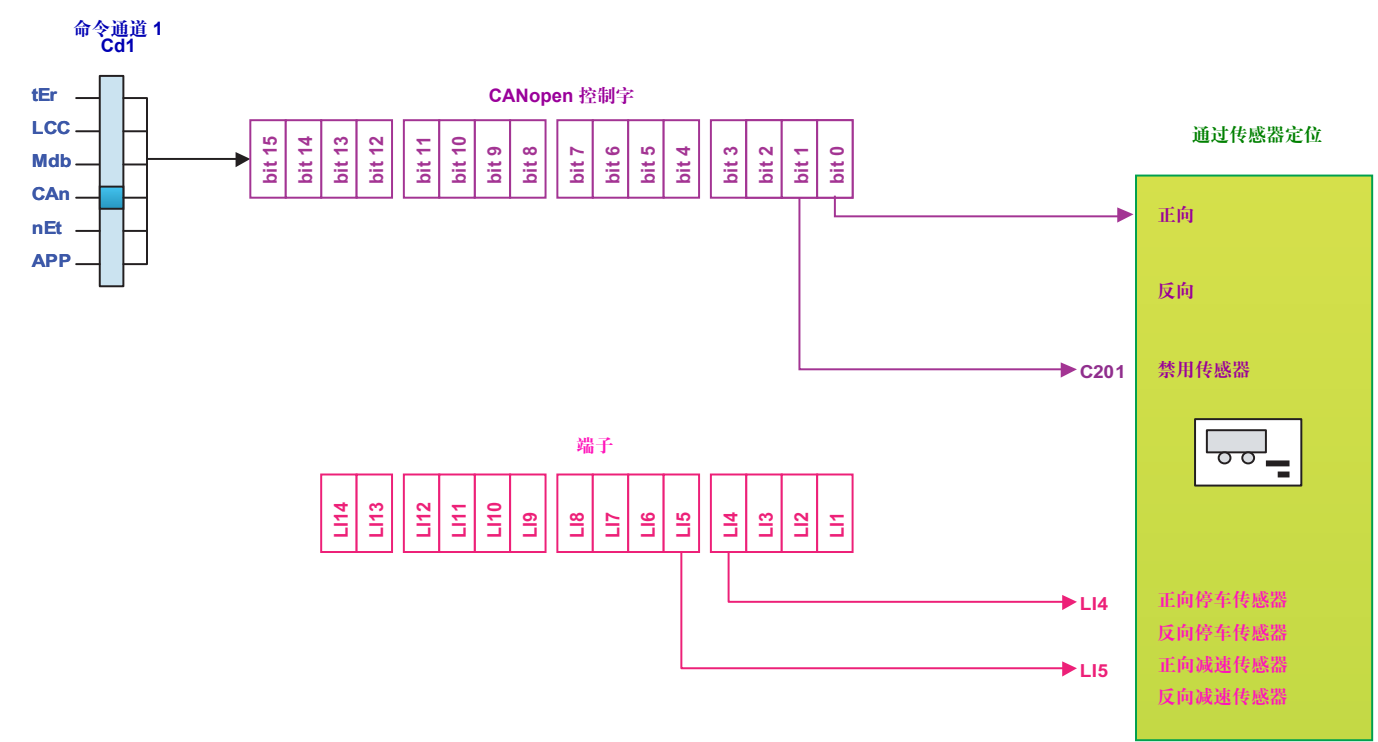 命令通道 1
Cd1
tEr
LCC
Mdb
CAn
nEt
APP
CANopen 控制字
bit 15
bit 14
bit 13
bit 12
bit 11
bit 10
bit 9
bit 8
bit 7
bit 6
bit 5
bit 4
bit 3
bit 2
bit 1
bit 0
通过传感器定位
正向
反向
C201
禁用传感器
端子
LI14
LI13
LI12
LI11
LI10
LI9
LI8
LI7
LI6
LI5
LI4
LI3
LI2
LI1
LI4
正向停车传感器
反向停车传感器
LI5
正向减速传感器
反向减速传感器